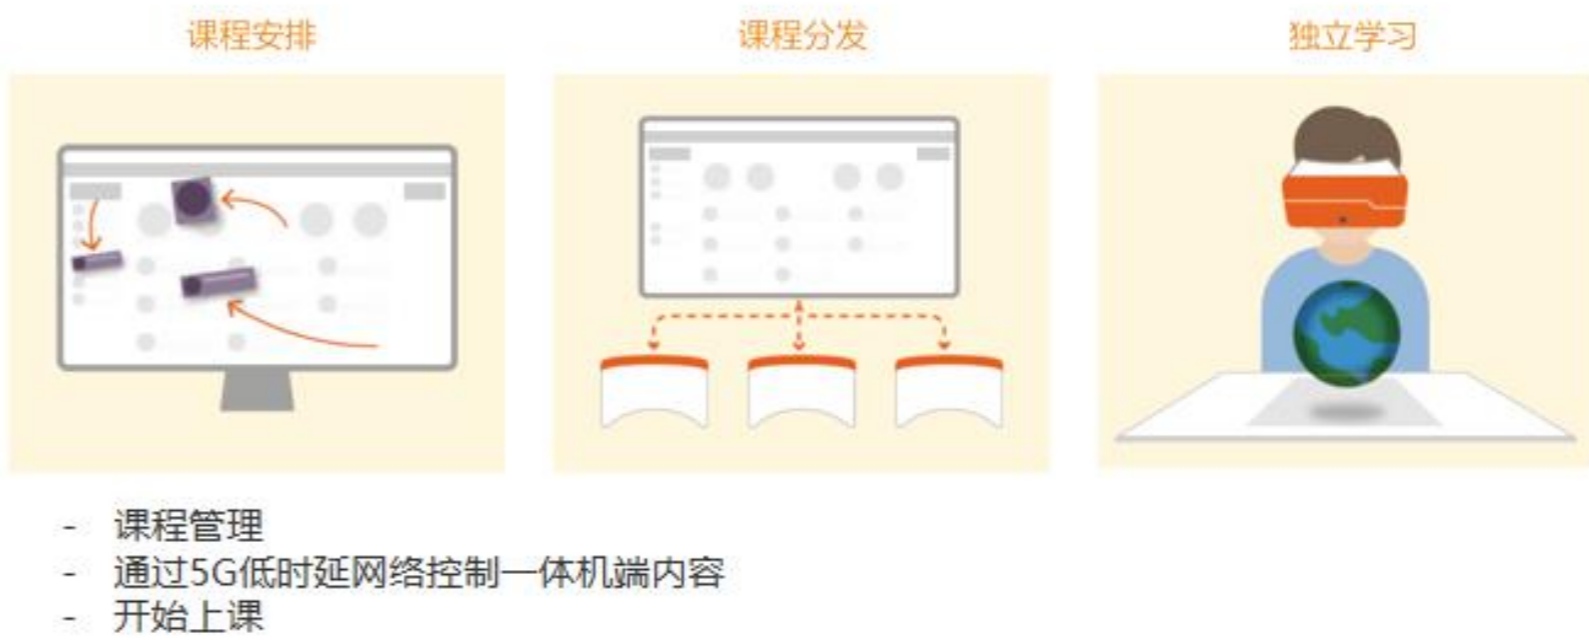 课程安排
课程分发
独立学习
- 课程管理
- 通过5G低时延网络控制一体机端内容
- 开始上课